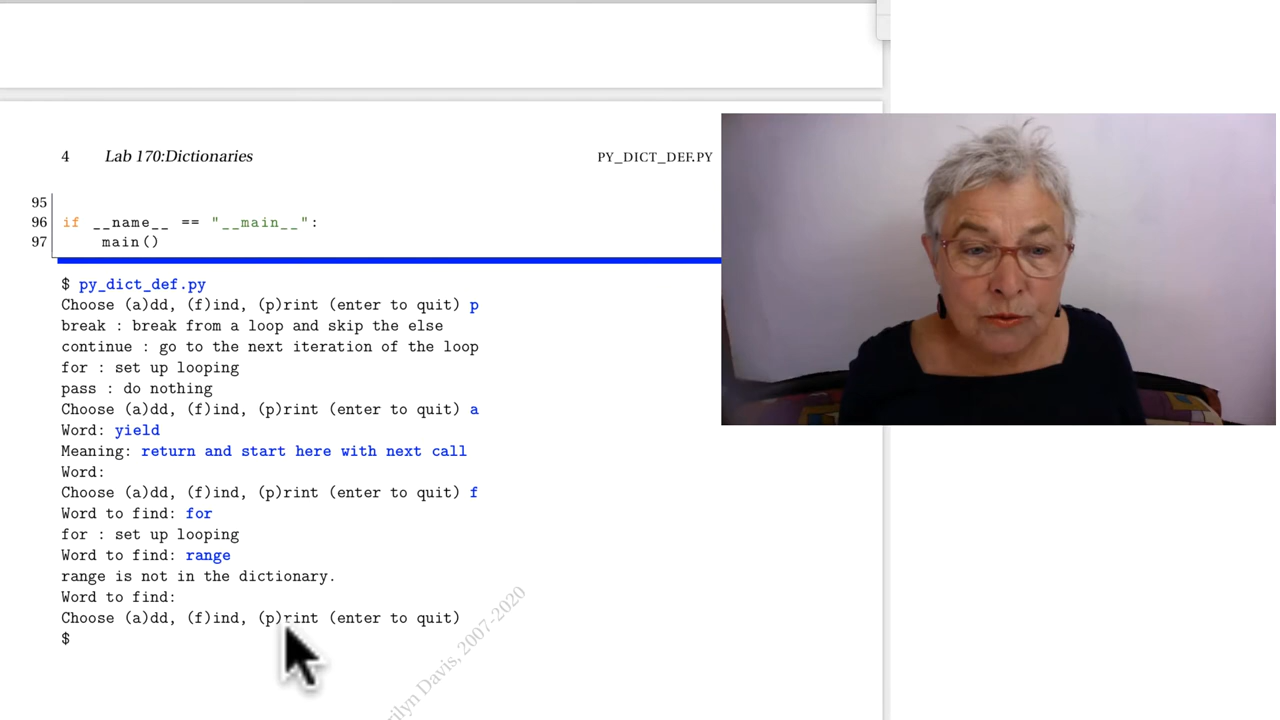 4 Lab 170:Dictionaries PY_DICT_DEF.PY
95
96 if __name__ == "__main__":
97 main()
$ py_dict_def.py
Choose (a)dd, (f)ind, (p)rint (enter to quit) p
break : break from a loop and skip the else
continue : go to the next iteration of the loop
for : set up looping
pass : do nothing
Choose (a)dd, (f)ind, (p)rint (enter to quit) a
Word: yield
Meaning: return and start here with next call
Word:
Choose (a)dd, (f)ind, (p)rint (enter to quit) f
Word to find: for
for : set up looping
Word to find: range
range is not in the dictionary.
Word to find:
Choose (a)dd, (f)ind, (p)rint (enter to quit)
$
Davis, 2007-2020